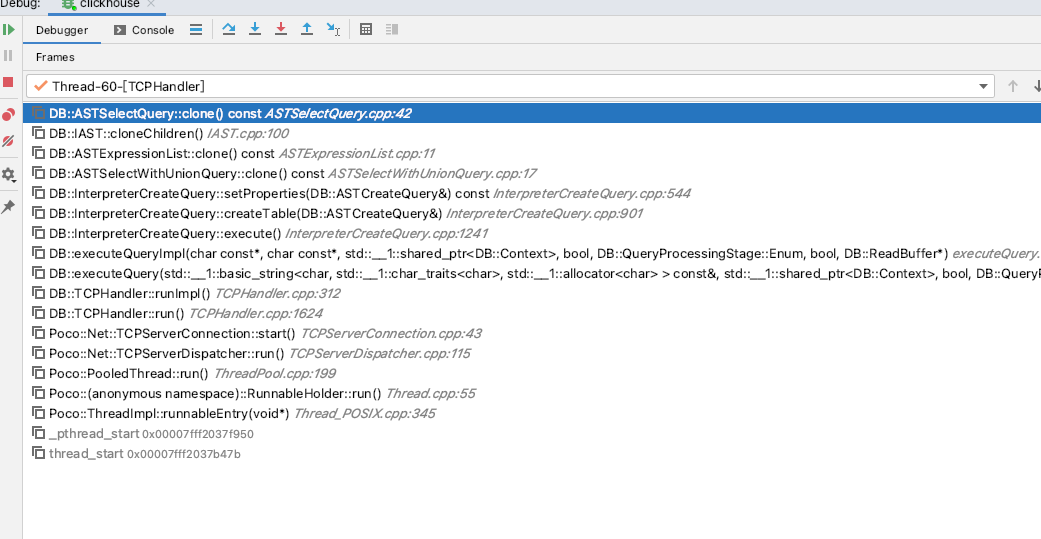 Debug: clickhouse
Debugger Console
Frames
Thread-60-[TCPHandler]
DB::ASTSelectQuery::clone() const ASTSelectQuery.cpp:42
DB::IAST::cloneChildren() IAST.cpp:100
DB::ASTExpressionList::clone() const ASTExpressionList.cpp:11
DB::ASTSelectWithUnionQuery::clone() const ASTSelectWithUnionQuery.cpp:17
DB::InterpreterCreateQuery::setProperties(DB::ASTCreateQuery&) const InterpreterCreateQuery.cpp:544
DB::InterpreterCreateQuery::createTable(DB::ASTCreateQuery&) InterpreterCreateQuery.cpp:901
DB::InterpreterCreateQuery::execute() InterpreterCreateQuery.cpp:1241
DB::executeQueryImpl(char const*, char const*, std::__1::shared_ptr<DB::Context>, bool, DB::QueryProcessingStage::Enum, bool, DB::ReadBuffer*) executeQuery.
DB::executeQuery(std::__1::basic_string<char, std::__1::char_traits<char>, std::__1::allocator<char> > const&, std::__1::shared_ptr<DB::Context>, bool, DB::QueryP
DB::TCPHandler::runImpl() TCPHandler.cpp:312
DB::TCPHandler::run() TCPHandler.cpp:1624
Poco::Net::TCPServerConnection::start() TCPServerConnection.cpp:43
Poco::Net::TCPServerDispatcher::run() TCPServerDispatcher.cpp:115
Poco::PooledThread::run() ThreadPool.cpp:199
Poco::(anonymous namespace)::RunnableHolder::run() Thread.cpp:55
Poco::ThreadImpl::runnableEntry(void*) Thread_POSIX.cpp:345
_pthread_start 0x00007fff2037f950
thread_start 0x00007fff2037b47b